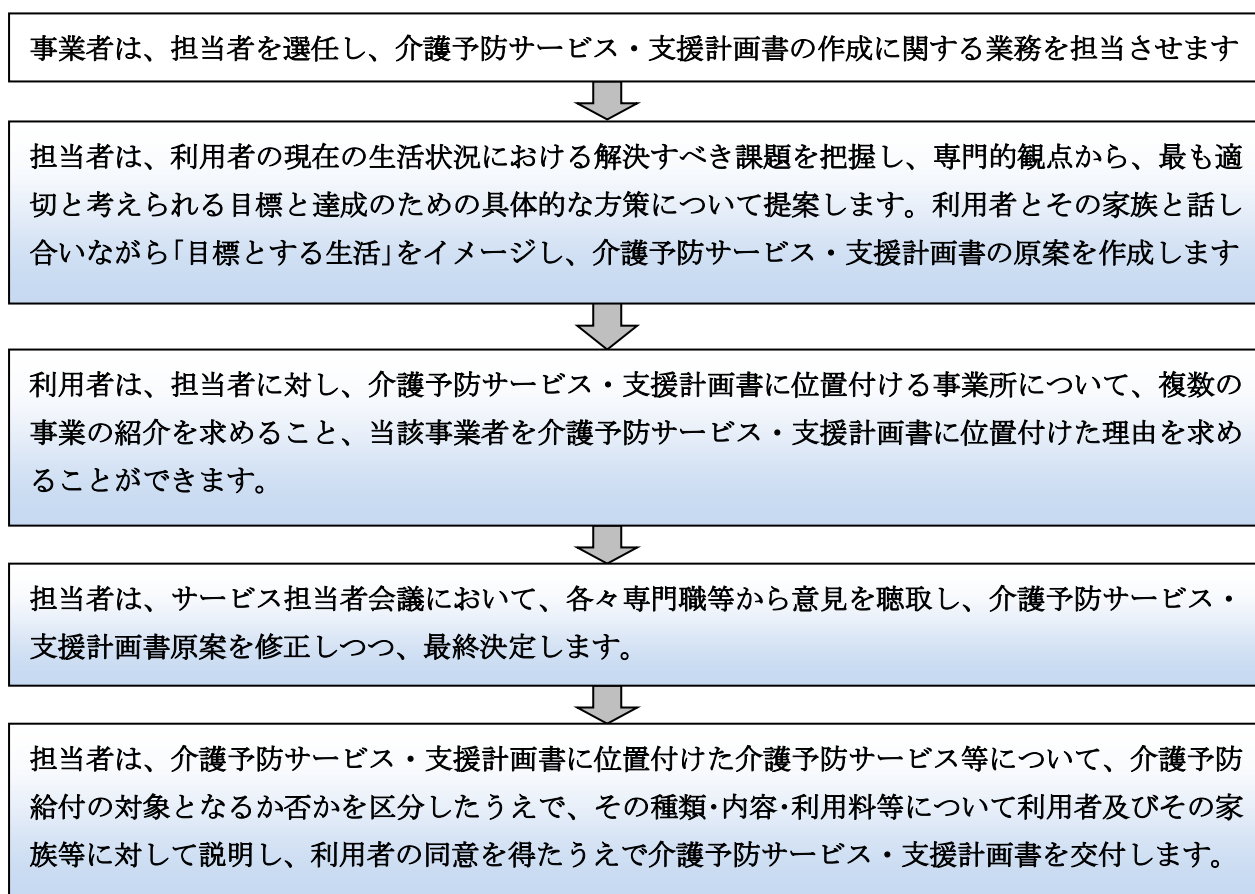 事業者は、担当者を選任し、介護予防サービス・支援計画書の作成に関する業務を担当させます
担当者は、利用者の現在の生活状況における解決すべき課題を把握し、専門的観点から、最も適
切と考えられる目標と達成のための具体的な方策について提案します。利用者とその家族と話し
合いながら｢目標とする生活｣をイメージし、介護予防サービス・支援計画書の原案を作成します
利用者は、担当者に対し、介護予防サービス・支援計画書に位置付ける事業所について、複数の
事業の紹介を求めること、当該事業者を介護予防サービス・支援計画書に位置付けた理由を求め
ることができます。
担当者は、サービス担当者会議において、各々専門職等から意見を聴取し、介護予防サービス・
支援計画書原案を修正しつつ、最終決定します。
担当者は、介護予防サービス・支援計画書に位置付けた介護予防サービス等について、介護予防
給付の対象となるか否かを区分したうえで、その種類･内容･利用料等について利用者及びその家
族等に対して説明し、利用者の同意を得たうえで介護予防サービス・支援計画書を交付します。